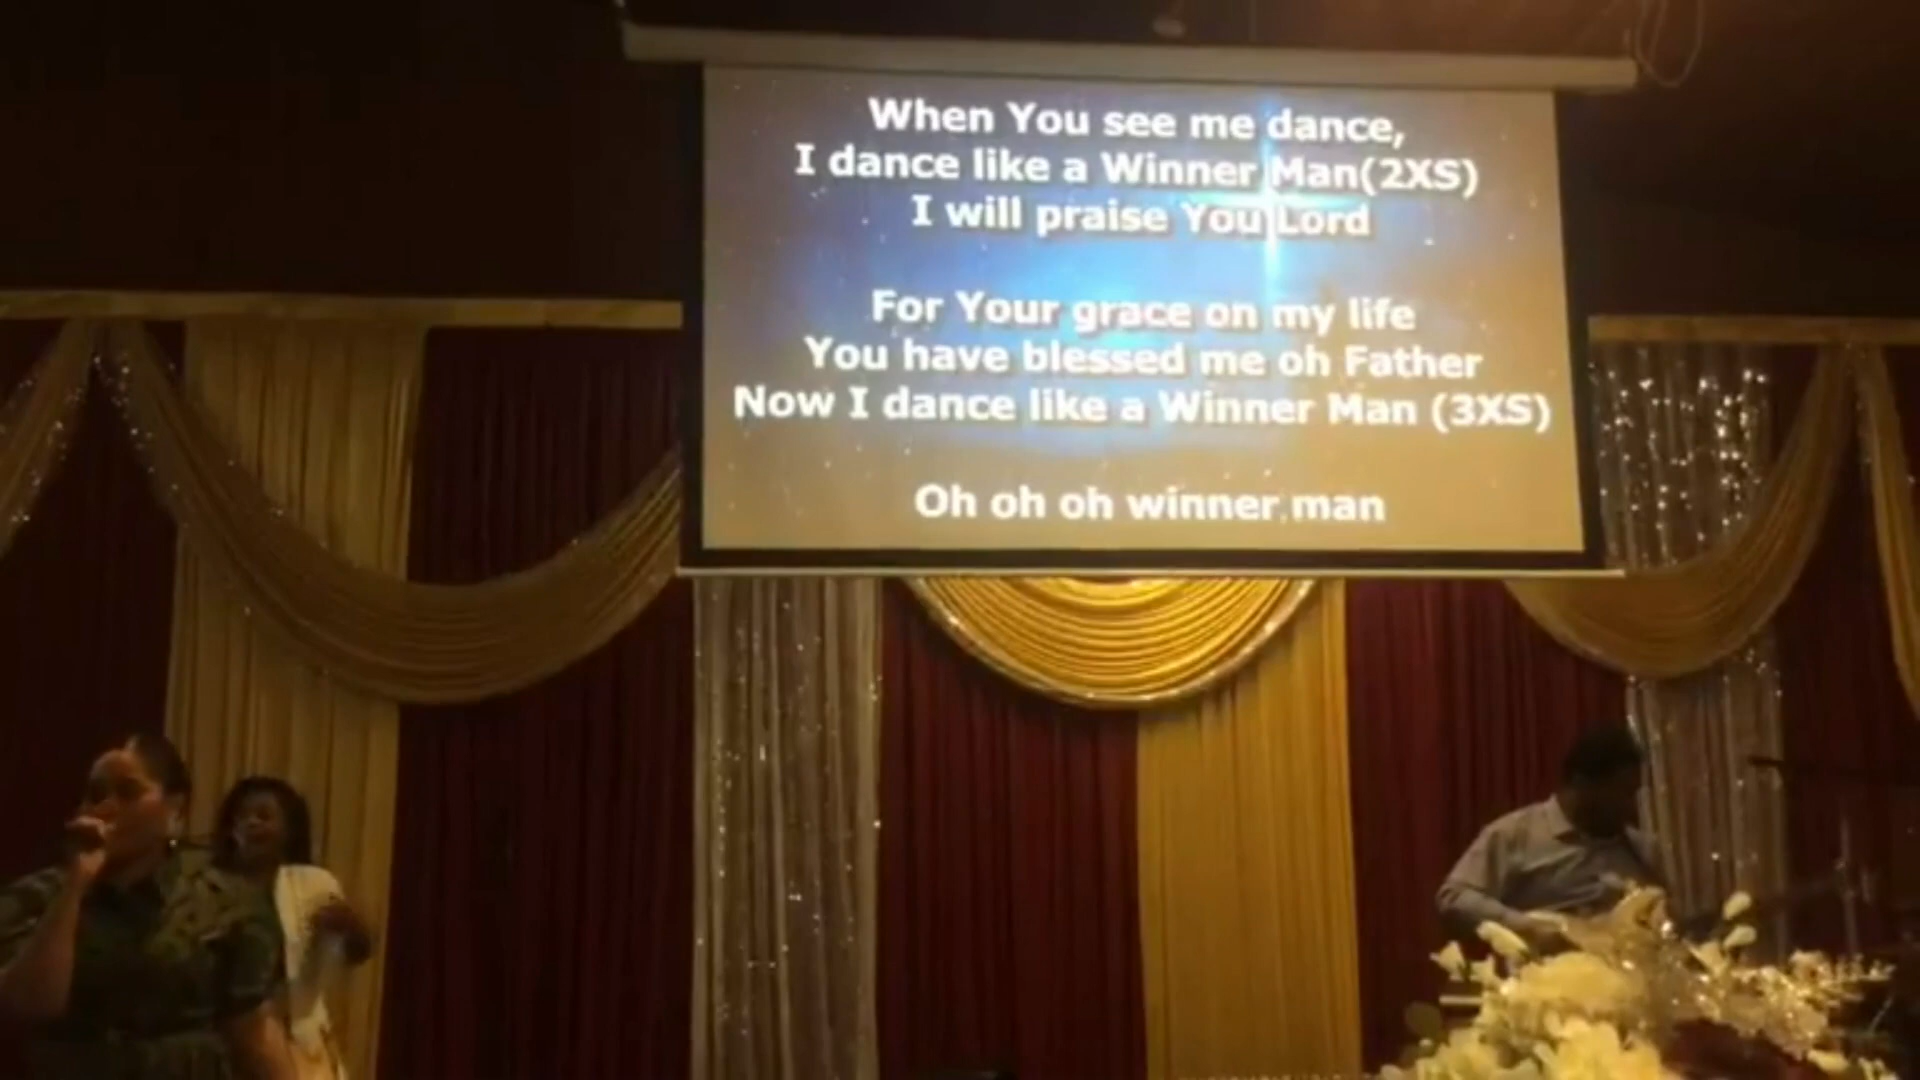 When You see me dance,
I dance like a Winner Man(2XS)
I will praise You Lord
For Your grace on my life
You have blessed me oh Father
Now I dance like a Winner Man (3XS)
Oh oh oh winner man